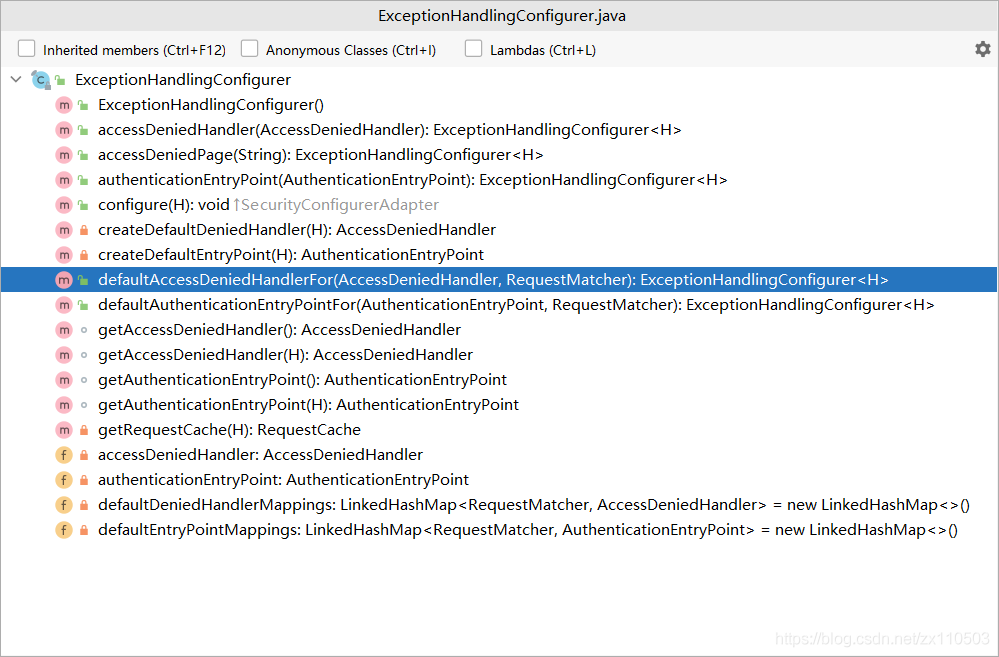 ExceptionHandlingConfigurer.java
Inherited members (Ctrl+F12) Anonymous Classes (Ctrl+I) Lambdas (Ctrl+L)
C ExceptionHandlingConfigurer
m ExceptionHandlingConfigurer()
m accessDeniedHandler(AccessDeniedHandler): ExceptionHandlingConfigurer<H>
m accessDeniedPage(String): ExceptionHandlingConfigurer<H>
m authenticationEntryPoint(AuthenticationEntryPoint): ExceptionHandlingConfigurer<H>
m configure(H): void ↑SecurityConfigurerAdapter
m createDefaultDeniedHandler(H): AccessDeniedHandler
m createDefaultEntryPoint(H): AuthenticationEntryPoint
m defaultAccessDeniedHandlerFor(AccessDeniedHandler, RequestMatcher): ExceptionHandlingConfigurer<H>
m defaultAuthenticationEntryPointFor(AuthenticationEntryPoint, RequestMatcher): ExceptionHandlingConfigurer<H>
m getAccessDeniedHandler(): AccessDeniedHandler
m getAccessDeniedHandler(H): AccessDeniedHandler
m getAuthenticationEntryPoint(): AuthenticationEntryPoint
m getAuthenticationEntryPoint(H): AuthenticationEntryPoint
m getRequestCache(H): RequestCache
f accessDeniedHandler: AccessDeniedHandler
f authenticationEntryPoint: AuthenticationEntryPoint
f defaultDeniedHandlerMappings: LinkedHashMap<RequestMatcher, AccessDeniedHandler> = new LinkedHashMap<>()
f defaultEntryPointMappings: LinkedHashMap<RequestMatcher, AuthenticationEntryPoint> = new LinkedHashMap<>()
https://blog.csdn.net/zx110503